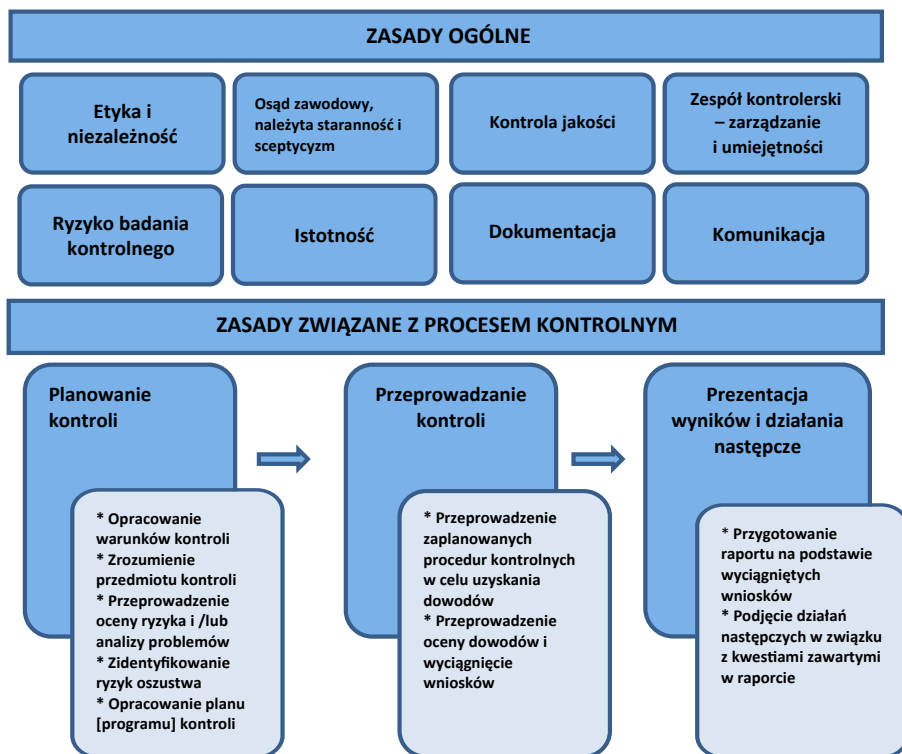 ZASADY OGÓLNE
Etyka i
niezależność
Osąd zawodowy,
należyta staranność i
sceptycyzm
Kontrola jakości
Zespół kontrolerski
– zarządzanie
i umiejętności
Ryzyko badania
kontrolnego
Istotność
Dokumentacja
Komunikacja
ZASADY ZWIĄZANE Z PROCESEM KONTROLNYM
Planowanie
kontroli
* Opracowanie
warunków kontroli
* Zrozumienie
przedmiotu kontroli
* Przeprowadzenie
oceny ryzyka i /lub
analizy problemów
* Zidentyfikowanie
ryzyk oszustwa
* Opracowanie planu
[programu] kontroli
Przeprowadzanie
kontroli
* Przeprowadzenie
zaplanowanych
procedur kontrolnych
w celu uzyskania
dowodów
* Przeprowadzenie
oceny dowodów i
wyciągnięcie
wniosków
Prezentacja
wyników i działania
następcze
* Przygotowanie
raportu na podstawie
wyciągniętych
wniosków
* Podjęcie działań
następczych w związku
z kwestiami zawartymi
w raporcie